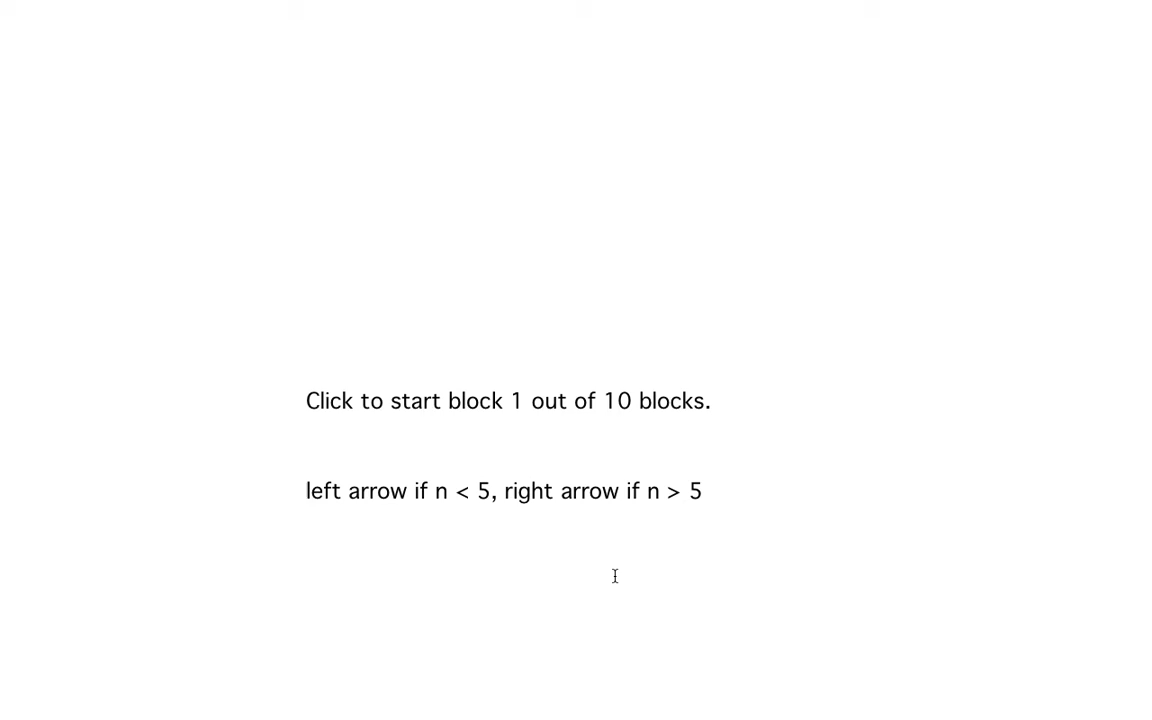 Click to start block 1 out of 10 blocks.
left arrow if n < 5, right arrow if n > 5